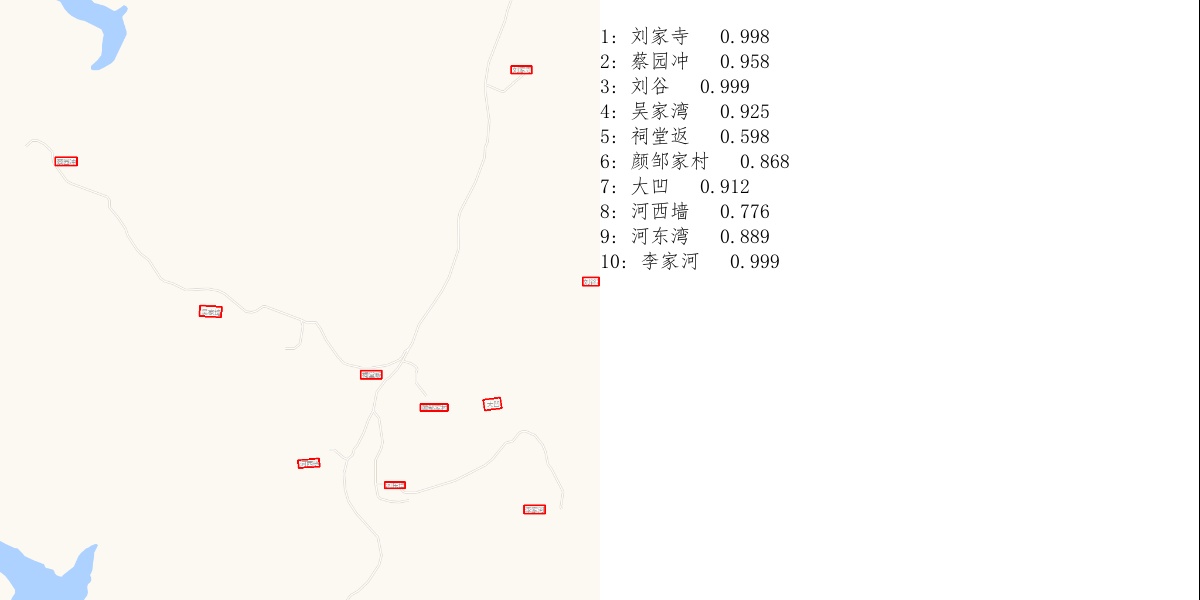 1: 刘家寺 0.998
2: 蔡园冲 0.958
3: 刘谷 0.999
4: 吴家湾 0.925
5: 祠堂返 0.598
6: 颜邹家村 0.868
7: 大凹 0.912
8: 河西墙 0.776
9: 河东湾 0.889
10: 李家河 0.999